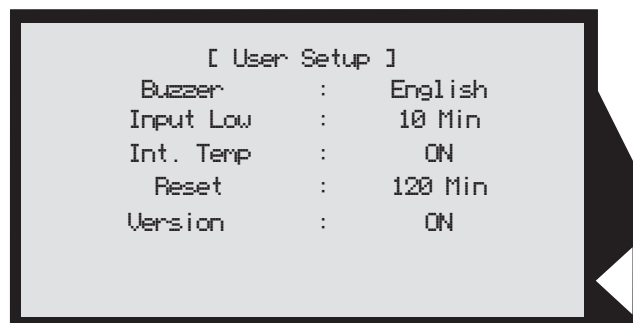 [ User Setup ]
Buzzer : English
Input Low : 10 Min
Int. Temp : ON
Reset : 120 Min
Version : ON